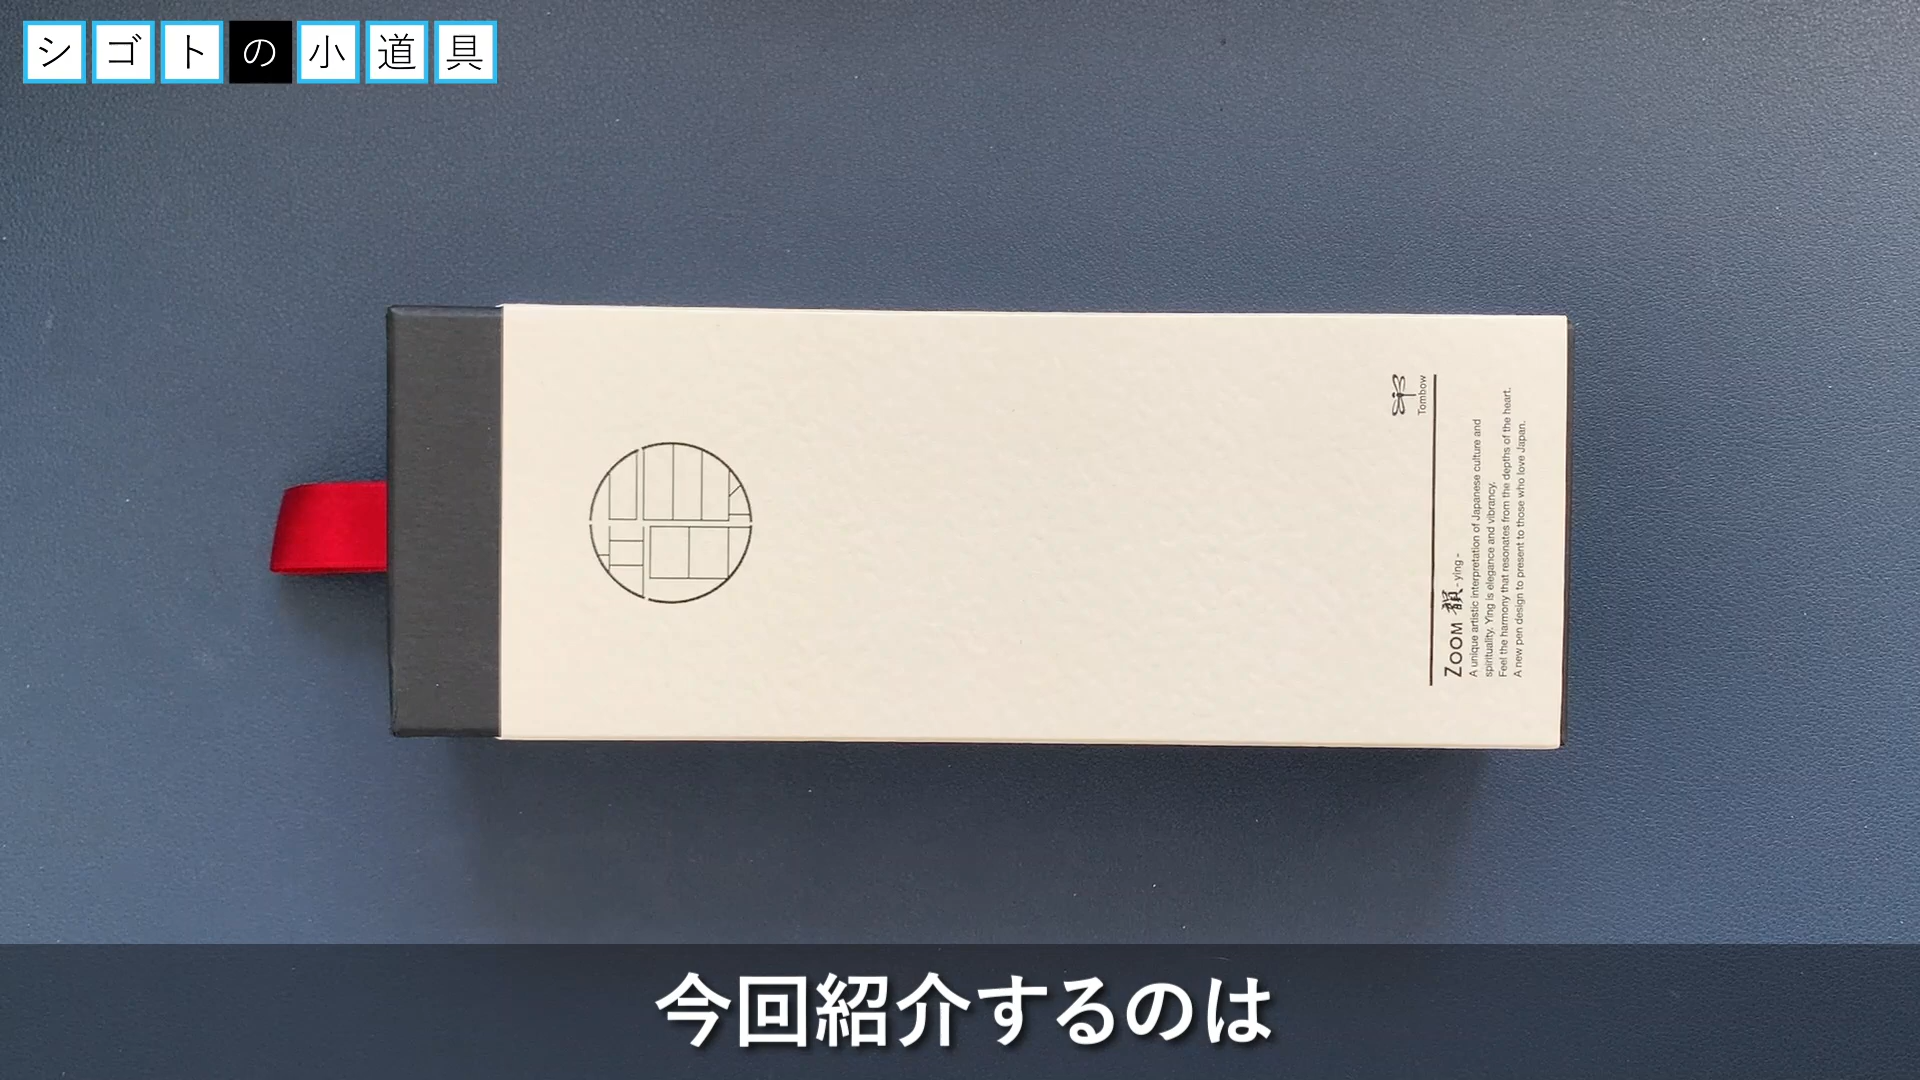 シゴトの小道具
Tombow
ZOOM 韻 - ying -
A unique artistic interpretation of Japanese culture and
spirituality. Ying is elegance and vibrancy.
Feel the harmony that resonates from the depths of the heart.
A new pen design to present to those who love Japan.
今回紹介するのは